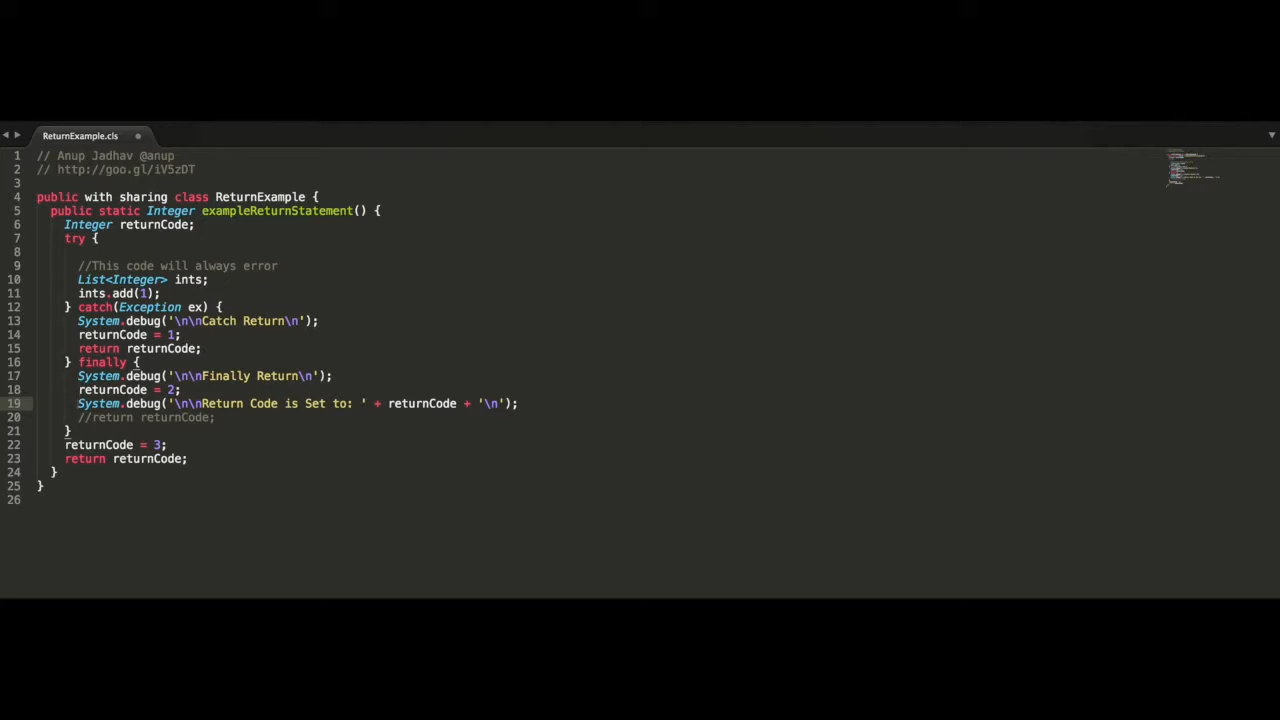 ReturnExample.cls
1 // Anup Jadhav @anup
2 // http://goo.gl/iV5zDT
3
4 public with sharing class ReturnExample {
5 public static Integer exampleReturnStatement() {
6 Integer returnCode;
7 try {
8
9 //This code will always error
10 List<Integer> ints;
11 ints.add(1);
12 } catch(Exception ex) {
13 System.debug('\n\nCatch Return\n');
14 returnCode = 1;
15 return returnCode;
16 } finally {
17 System.debug('\n\nFinally Return\n');
18 returnCode = 2;
19 System.debug('\n\nReturn Code is Set to: ' + returnCode + '\n');
20 //return returnCode;
21 }
22 returnCode = 3;
23 return returnCode;
24 }
25 }
26